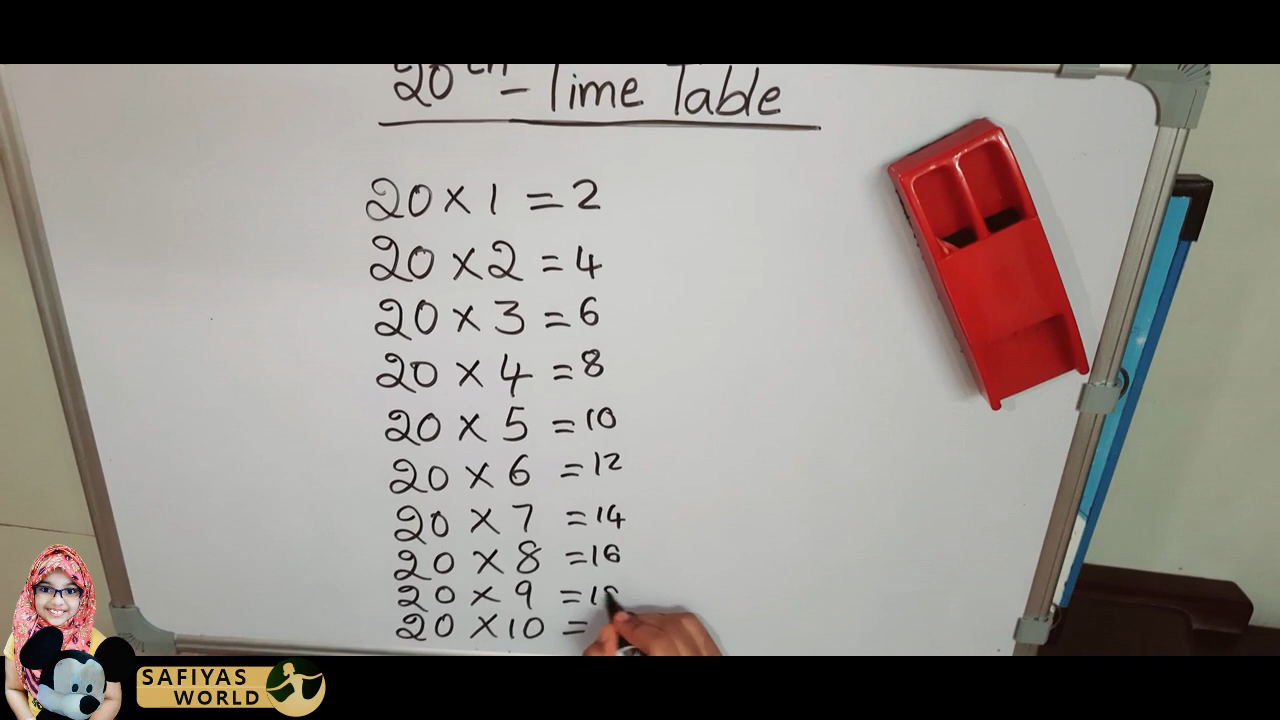 20th - Time Table
20 × 1 = 2
20 × 2 = 4
20 × 3 = 6
20 × 4 = 8
20 × 5 = 10
20 × 6 = 12
20 × 7 = 14
20 × 8 = 16
20 × 9 = 18
20 × 10 =
SAFIYAS
WORLD